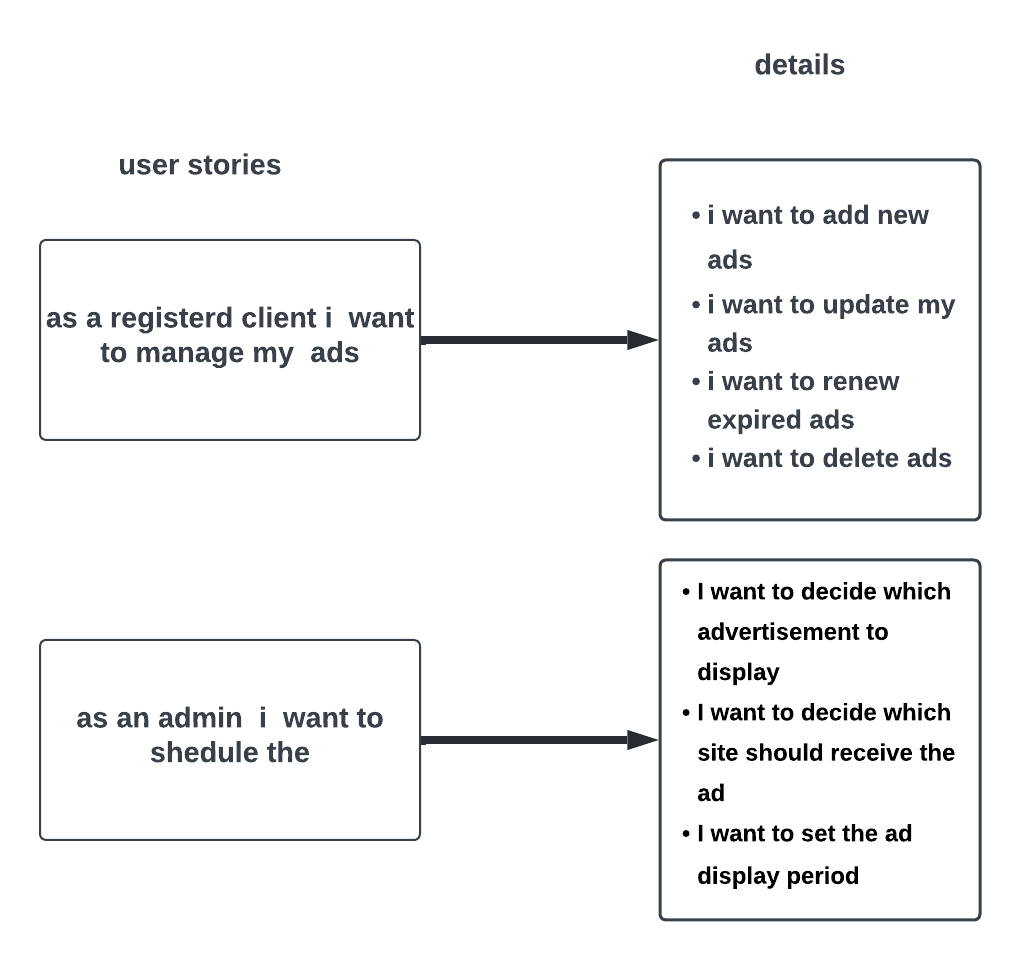 details
user stories
as a registerd client i  want
to manage my  ads
• i want to add new
ads
• i want to update my
ads
• i want to renew
expired ads
• i want to delete ads
as an admin  i  want to
shedule the
• I want to decide which
advertisement to
display
• I want to decide which
site should receive the
ad
• I want to set the ad
display period